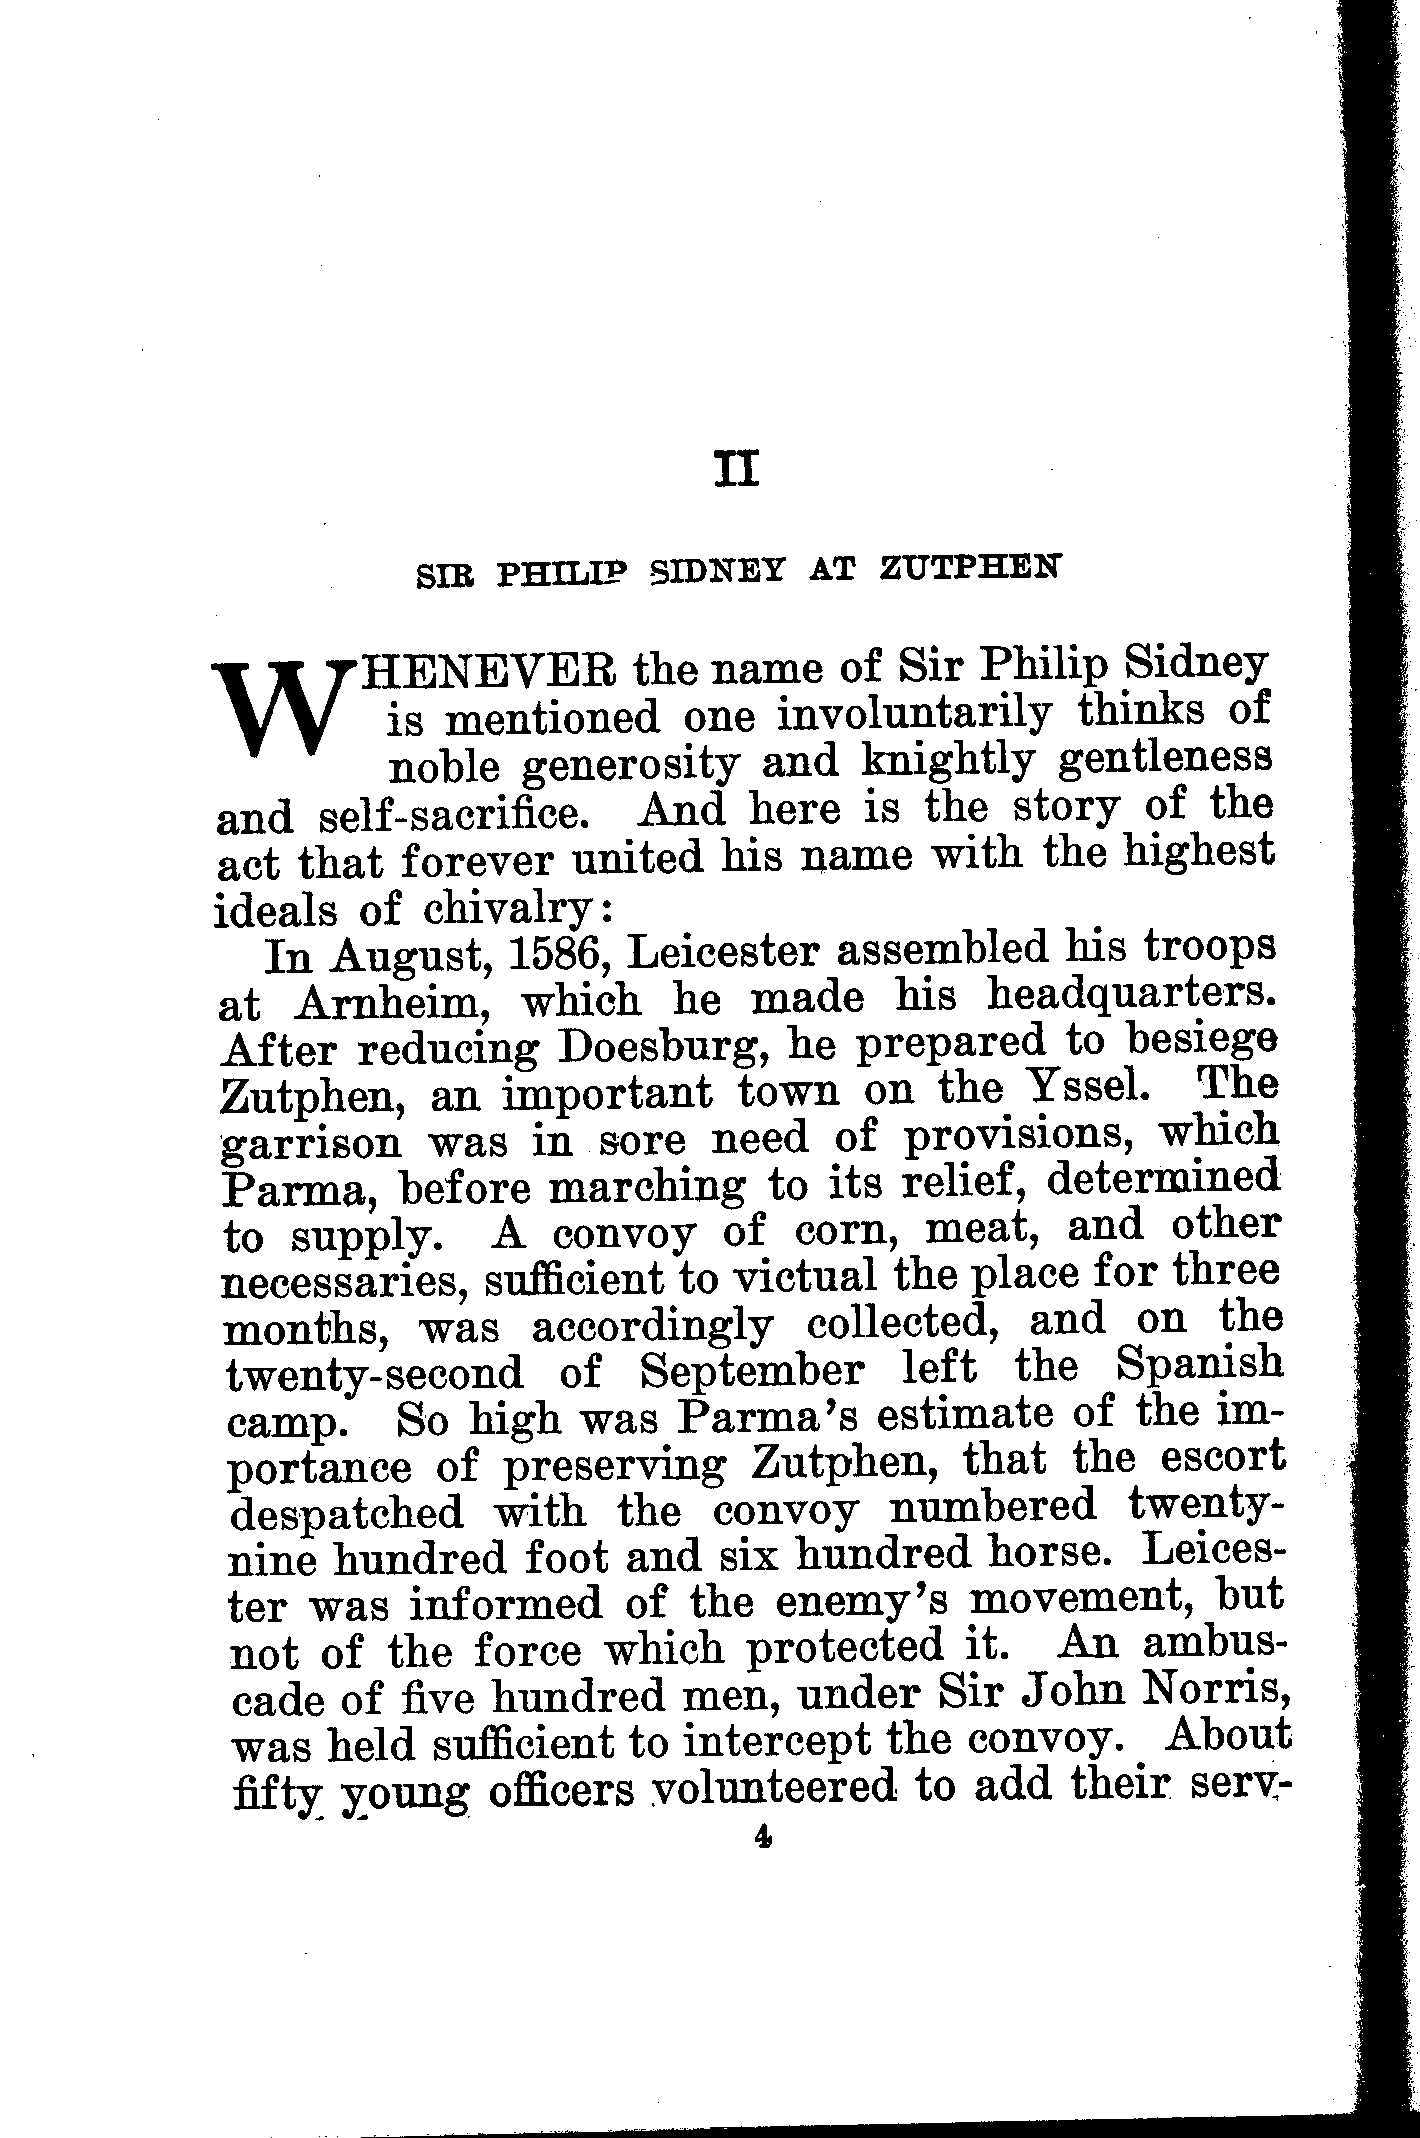 II
SIR PHILIP SIDNEY AT ZUTPHEN
WHENEVER the name of Sir Philip Sidney
is mentioned one involuntarily thinks of
noble generosity and knightly gentleness
and self-sacrifice. And here is the story of the
act that forever united his name with the highest
ideals of chivalry:
In August, 1586, Leicester assembled his troops
at Arnheim, which he made his headquarters.
After reducing Doesburg, he prepared to besiege
Zutphen, an important town on the Yssel. The
garrison was in sore need of provisions, which
Parma, before marching to its relief, determined
to supply. A convoy of corn, meat, and other
necessaries, sufficient to victual the place for three
months, was accordingly collected, and on the
twenty-second of September left the Spanish
camp. So high was Parma's estimate of the im-
portance of preserving Zutphen, that the escort
despatched with the convoy numbered twenty-
nine hundred foot and six hundred horse. Leices-
ter was informed of the enemy's movement, but
not of the force which protected it. An ambus-
cade of five hundred men, under Sir John Norris,
was held sufficient to intercept the convoy. About
fifty young officers volunteered to add their serv-
4